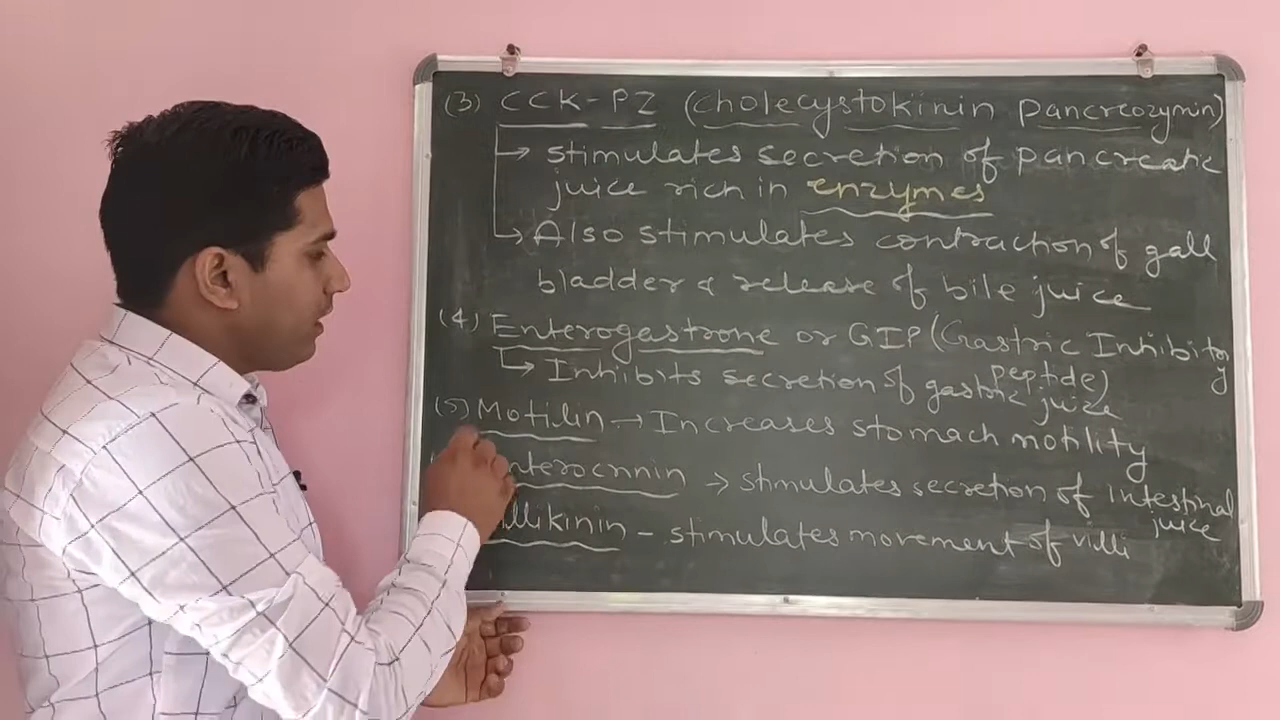 (3) CCK-PZ (Cholecystokinin Pancreozymin)
→ stimulates secretion of pancreatic
juice rich in enzymes
→ Also stimulates contraction of gall
bladder & release of bile juice
(4) Enterogastrone or GIP (Gastric Inhibitory
peptide)
→ Inhibits secretion of gastric juice
(5) Motilin → Increases stomach motility
nterocrinin → stimulates secretion of intestinal
juice
illikinin - stimulates movement of villi